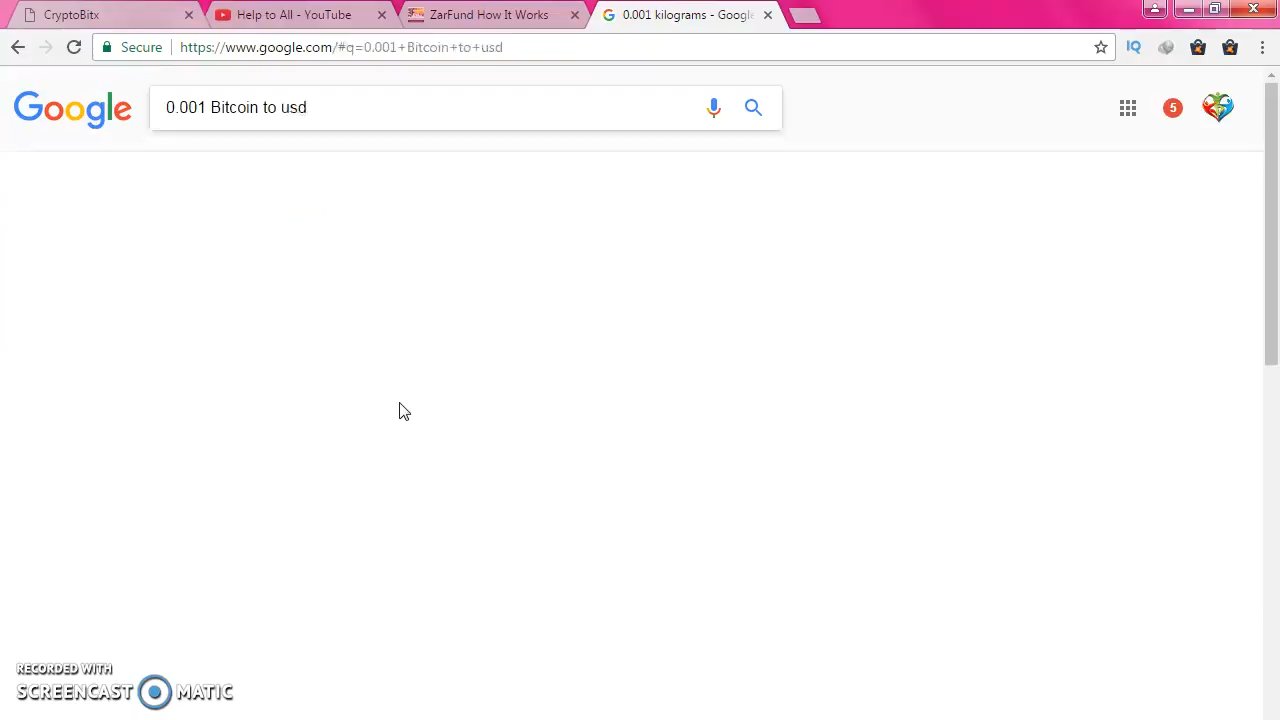 CryptoBitx
Help to All - YouTube
ZarFund How It Works
0.001 kilograms - Google
Secure
https://www.google.com/#q=0.001+Bitcoin+to+usd
IQ
Google
0.001 Bitcoin to usd
5
RECORDED WITH
SCREENCAST MATIC